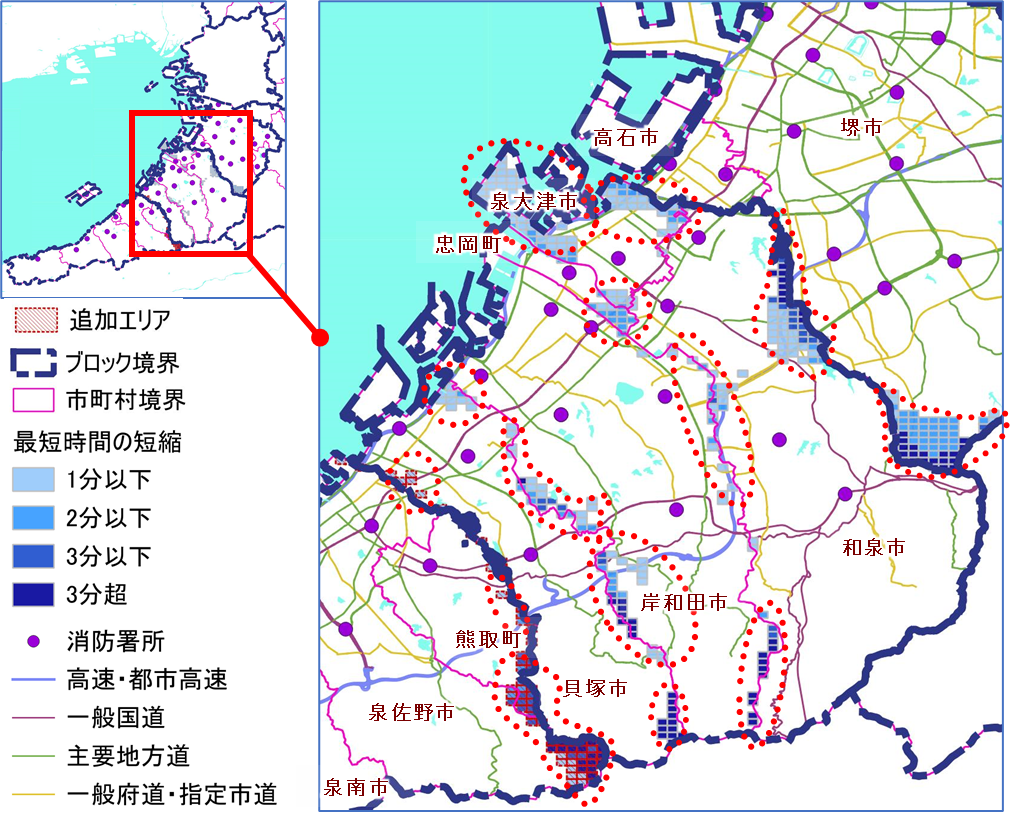 追加エリア
ブロック境界
市町村境界
最短時間の短縮
1分以下
2分以下
3分以下
3分超
消防署所
高速・都市高速
一般国道
主要地方道
一般府道・指定市道
高石市
堺市
泉大津市
忠岡町
和泉市
岸和田市
熊取町
貝塚市
泉佐野市
泉南市